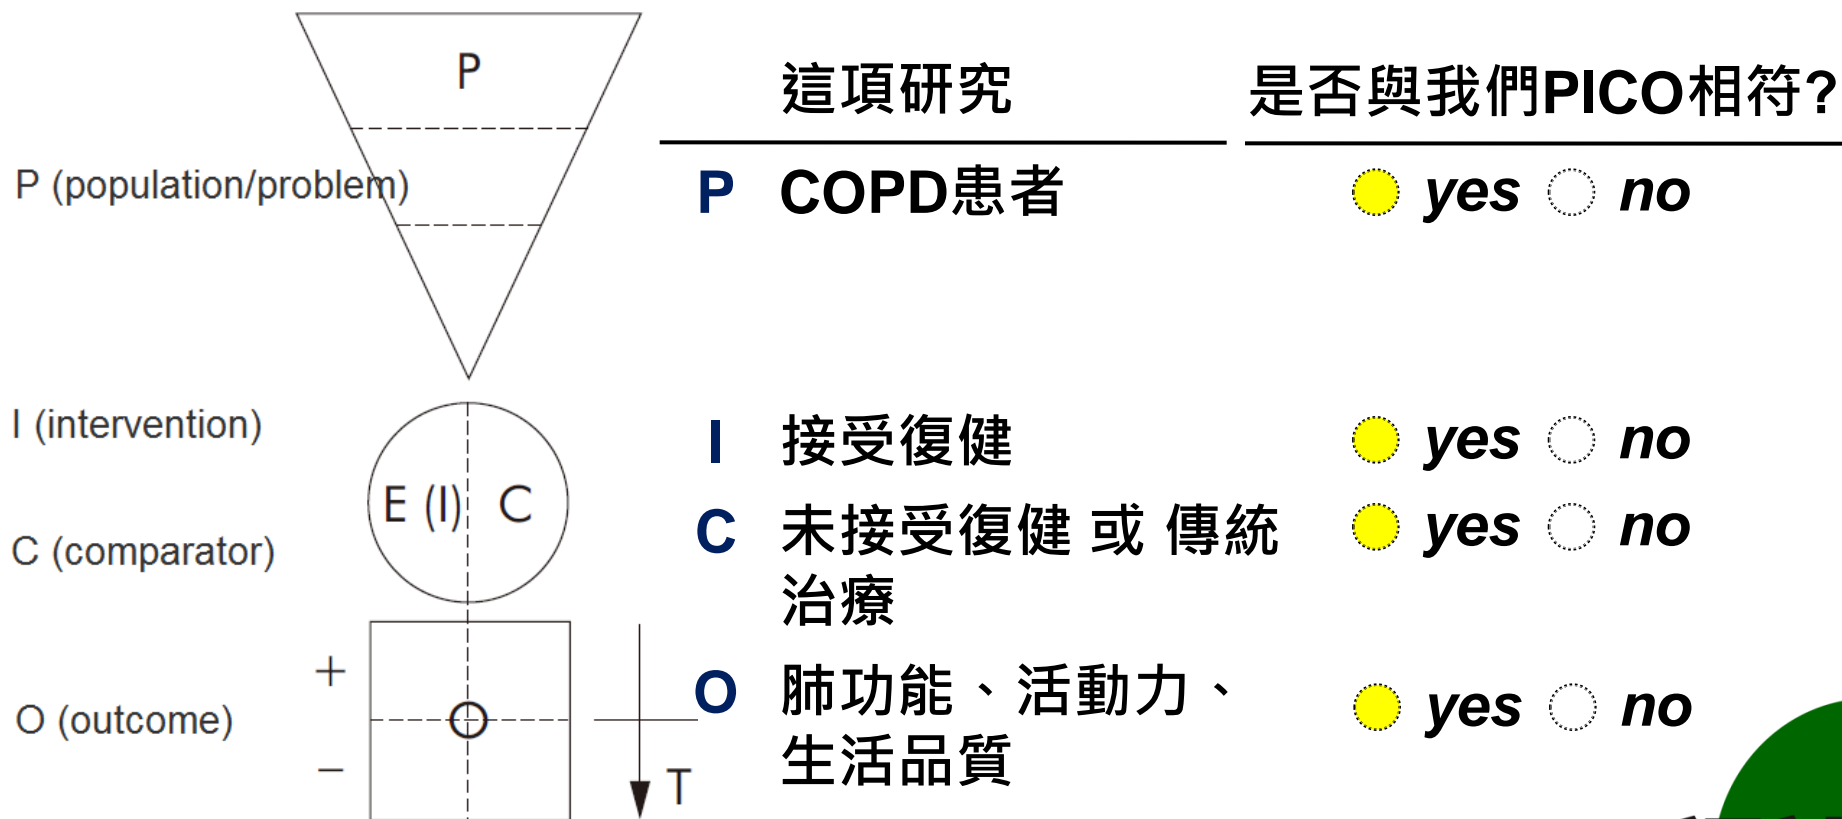 P
這項研究
是否與我們PICO相符?
P (population/problem)
P COPD患者
yes no
I (intervention)
I 接受復健
yes no
E (I) C
C (comparator)
C 未接受復健 或 傳統
治療
yes no
+
O (outcome)
O
−
T
O 肺功能、活動力、
生活品質
yes no